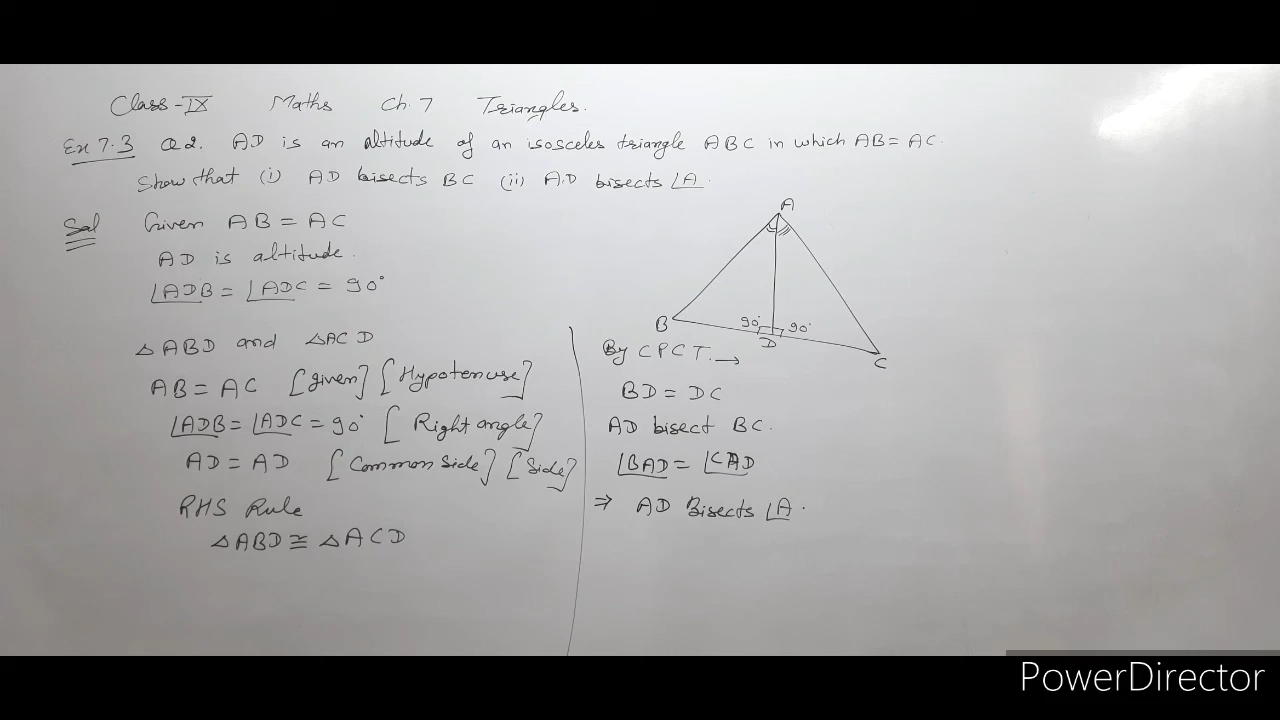 Class-IX Maths Ch. 7 Triangles.
Ex 7.3 Q2. AD is an altitude of an isosceles triangle ABC in which AB = AC.
Show that (i) AD bisects BC (ii) AD bisects ∠A.
Sol Given AB = AC
AD is altitude.
∠ADB = ∠ADC = 90°
△ABD and △ACD
AB = AC [given] [Hypotenuse]
∠ADB = ∠ADC = 90° [Right angle]
AD = AD [Common side] [Side]
RHS Rule
△ABD ≅ △ACD
A
B
90° 90°
D
C
By CPCT. →
BD = DC
AD bisect BC.
∠BAD = ∠CAD
⇒ AD Bisects ∠A.
PowerDirector